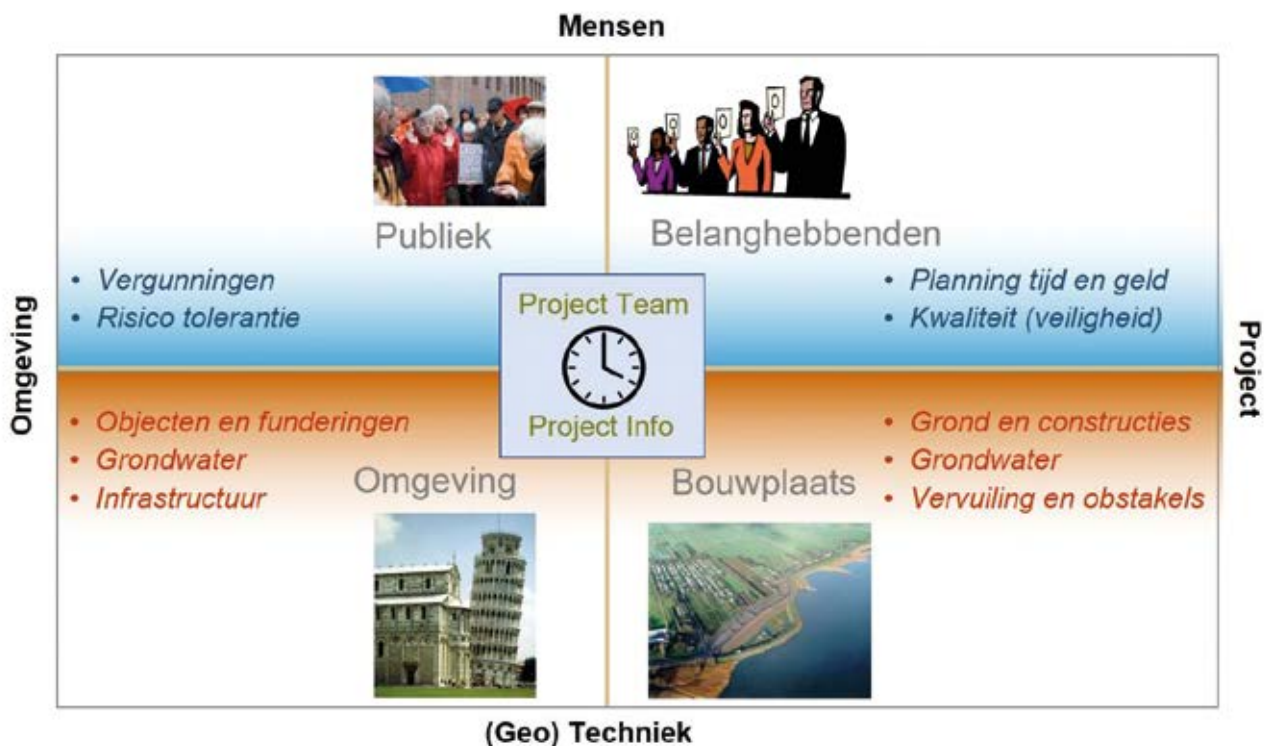 Mensen
Publiek
Belanghebbenden
• Vergunningen
• Risico tolerantie
• Planning tijd en geld
• Kwaliteit (veiligheid)
Omgeving
Project Team
Project Info
Project
• Objecten en funderingen
• Grondwater
• Infrastructuur
• Grond en constructies
• Grondwater
• Vervuiling en obstakels
Omgeving
Bouwplaats
(Geo) Techniek